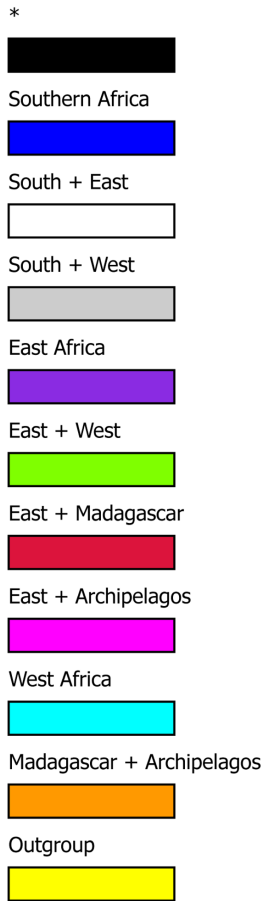 *
Southern Africa
South + East
South + West
East Africa
East + West
East + Madagascar
East + Archipelagos
West Africa
Madagascar + Archipelagos
Outgroup